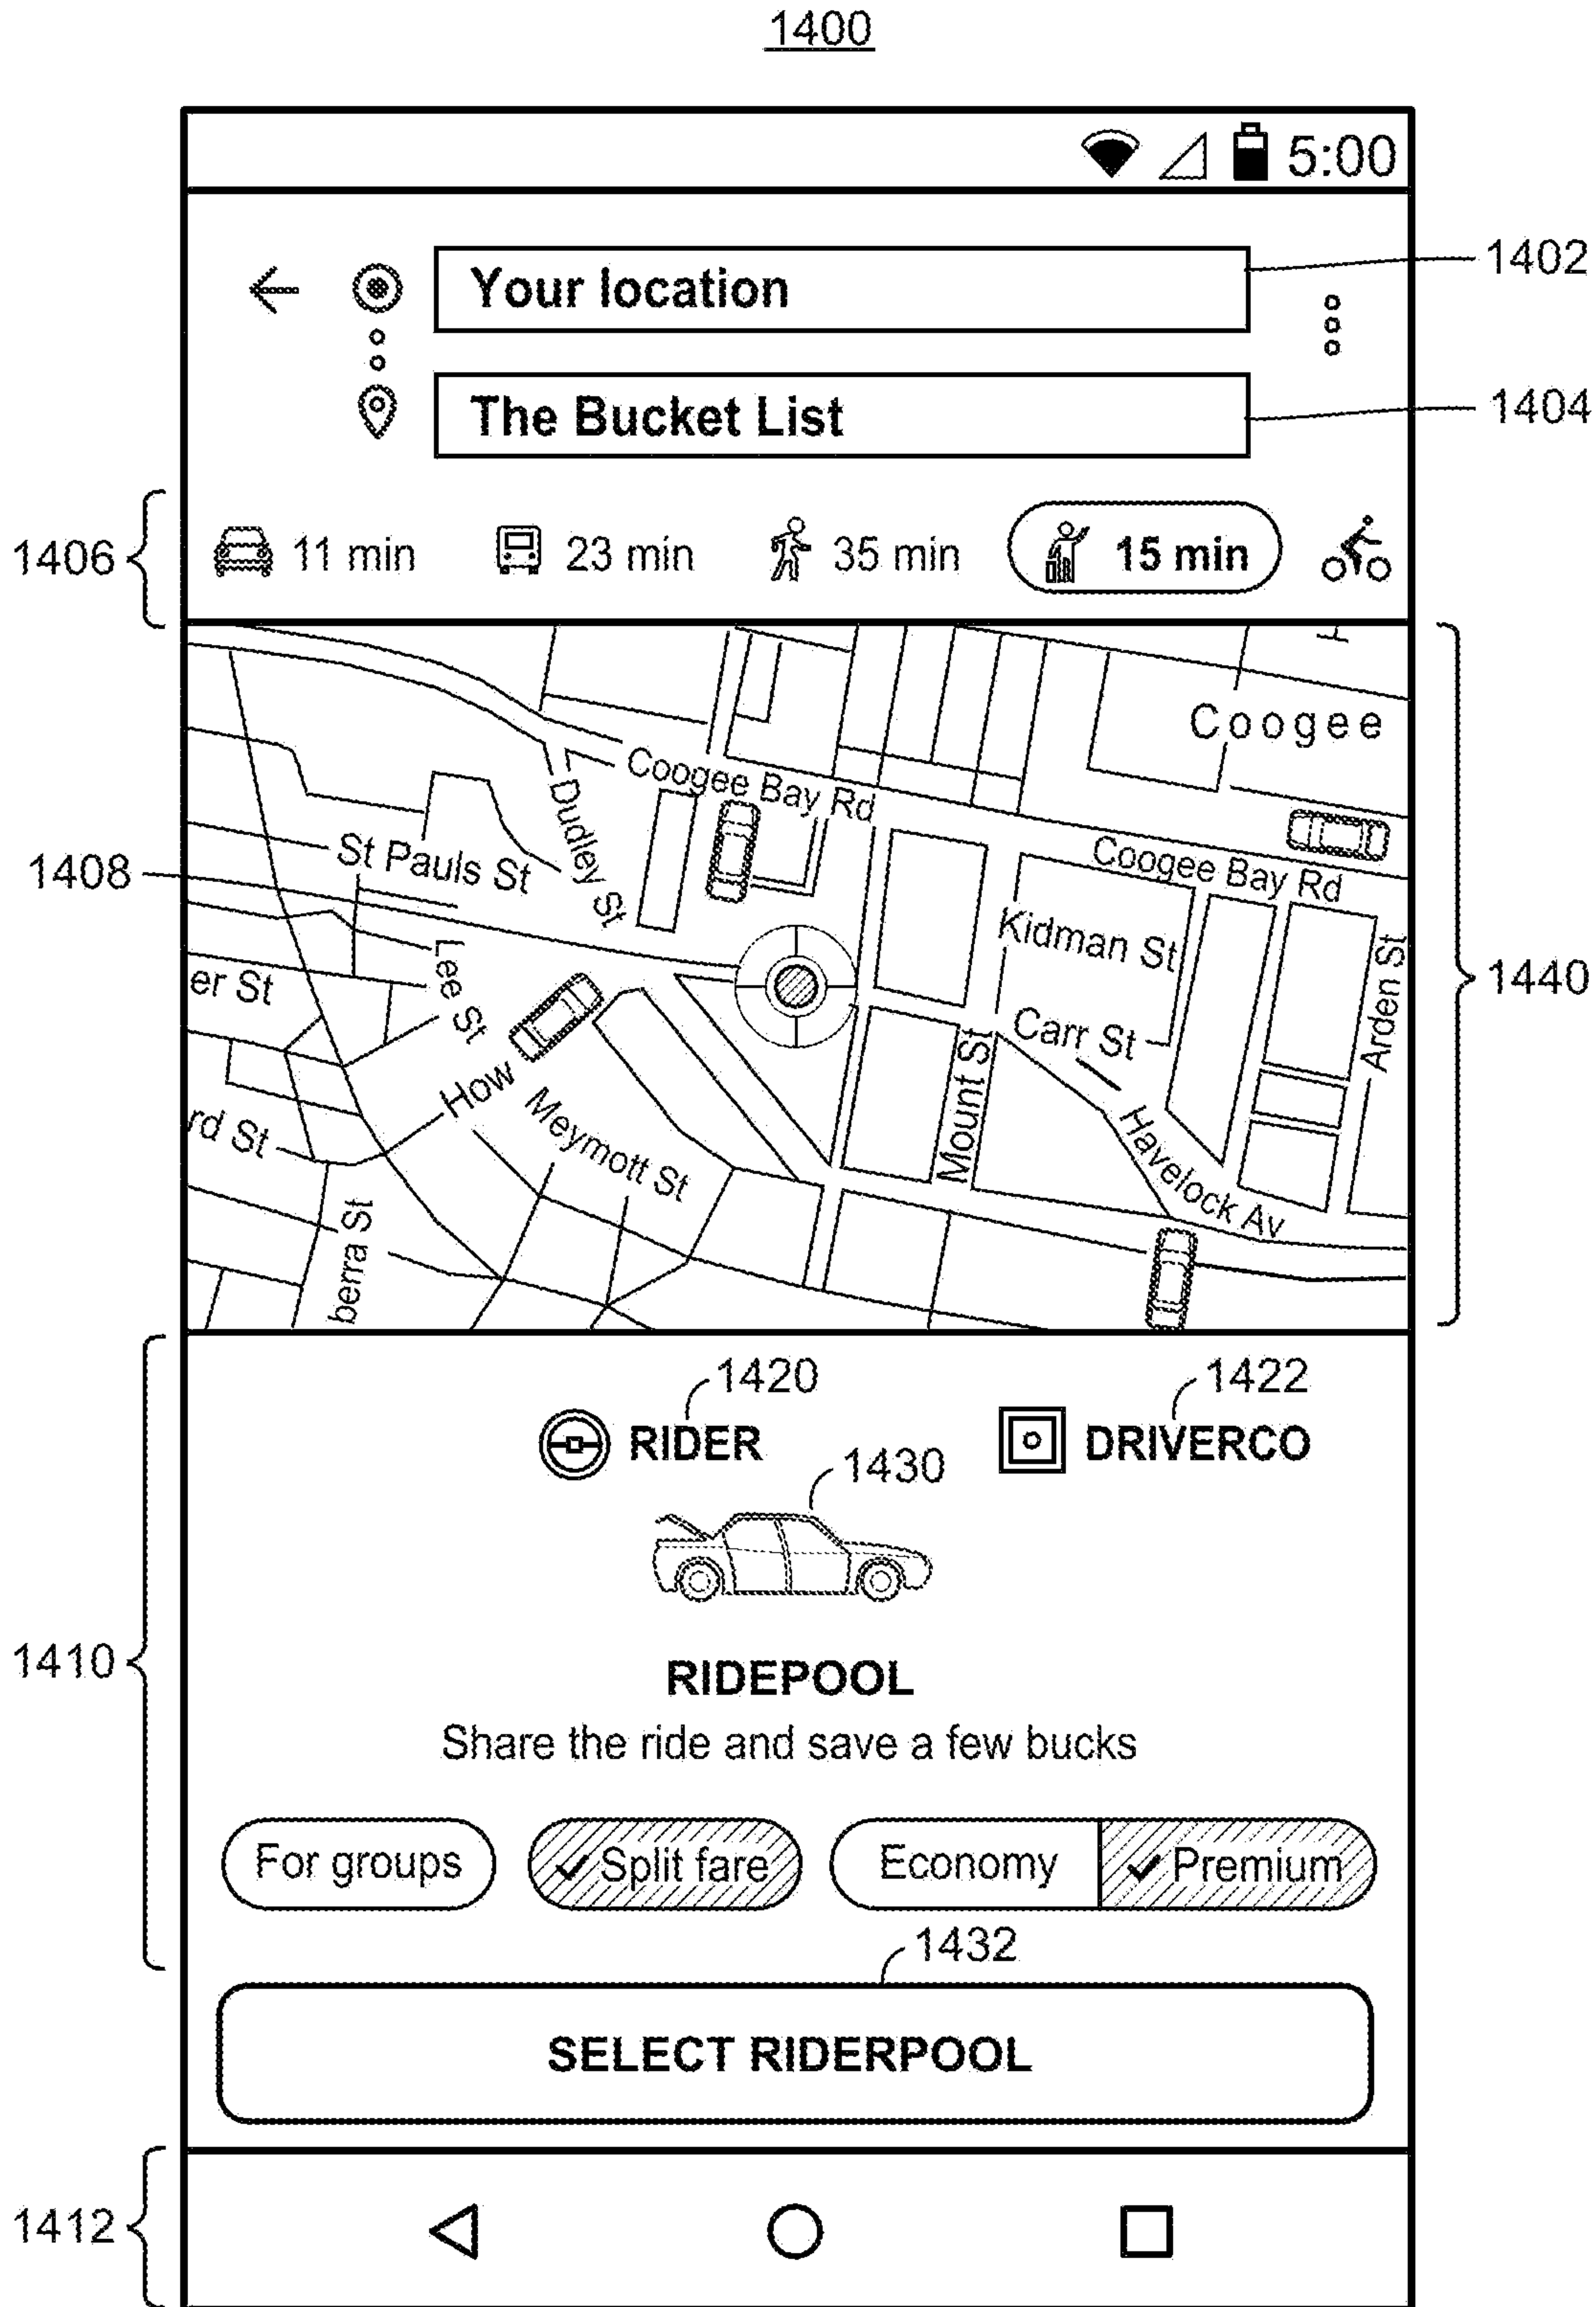 1400
5:00
Your location
1402
The Bucket List
1404
1406
11 min 23 min 35 min 15 min
Coogee
Coogee Bay Rd
Dudley St
St Pauls St
1408
Coogee Bay Rd
Kidman St
Lee St
er St
Arden St
1440
Carr St
How
Mount St
Meymott St
rd St
Havelock Av
berra St
1420
1422
RIDER
DRIVERCO
1430
1410
RIDEPOOL
Share the ride and save a few bucks
For groups Split fare Economy Premium
1432
SELECT RIDERPOOL
1412